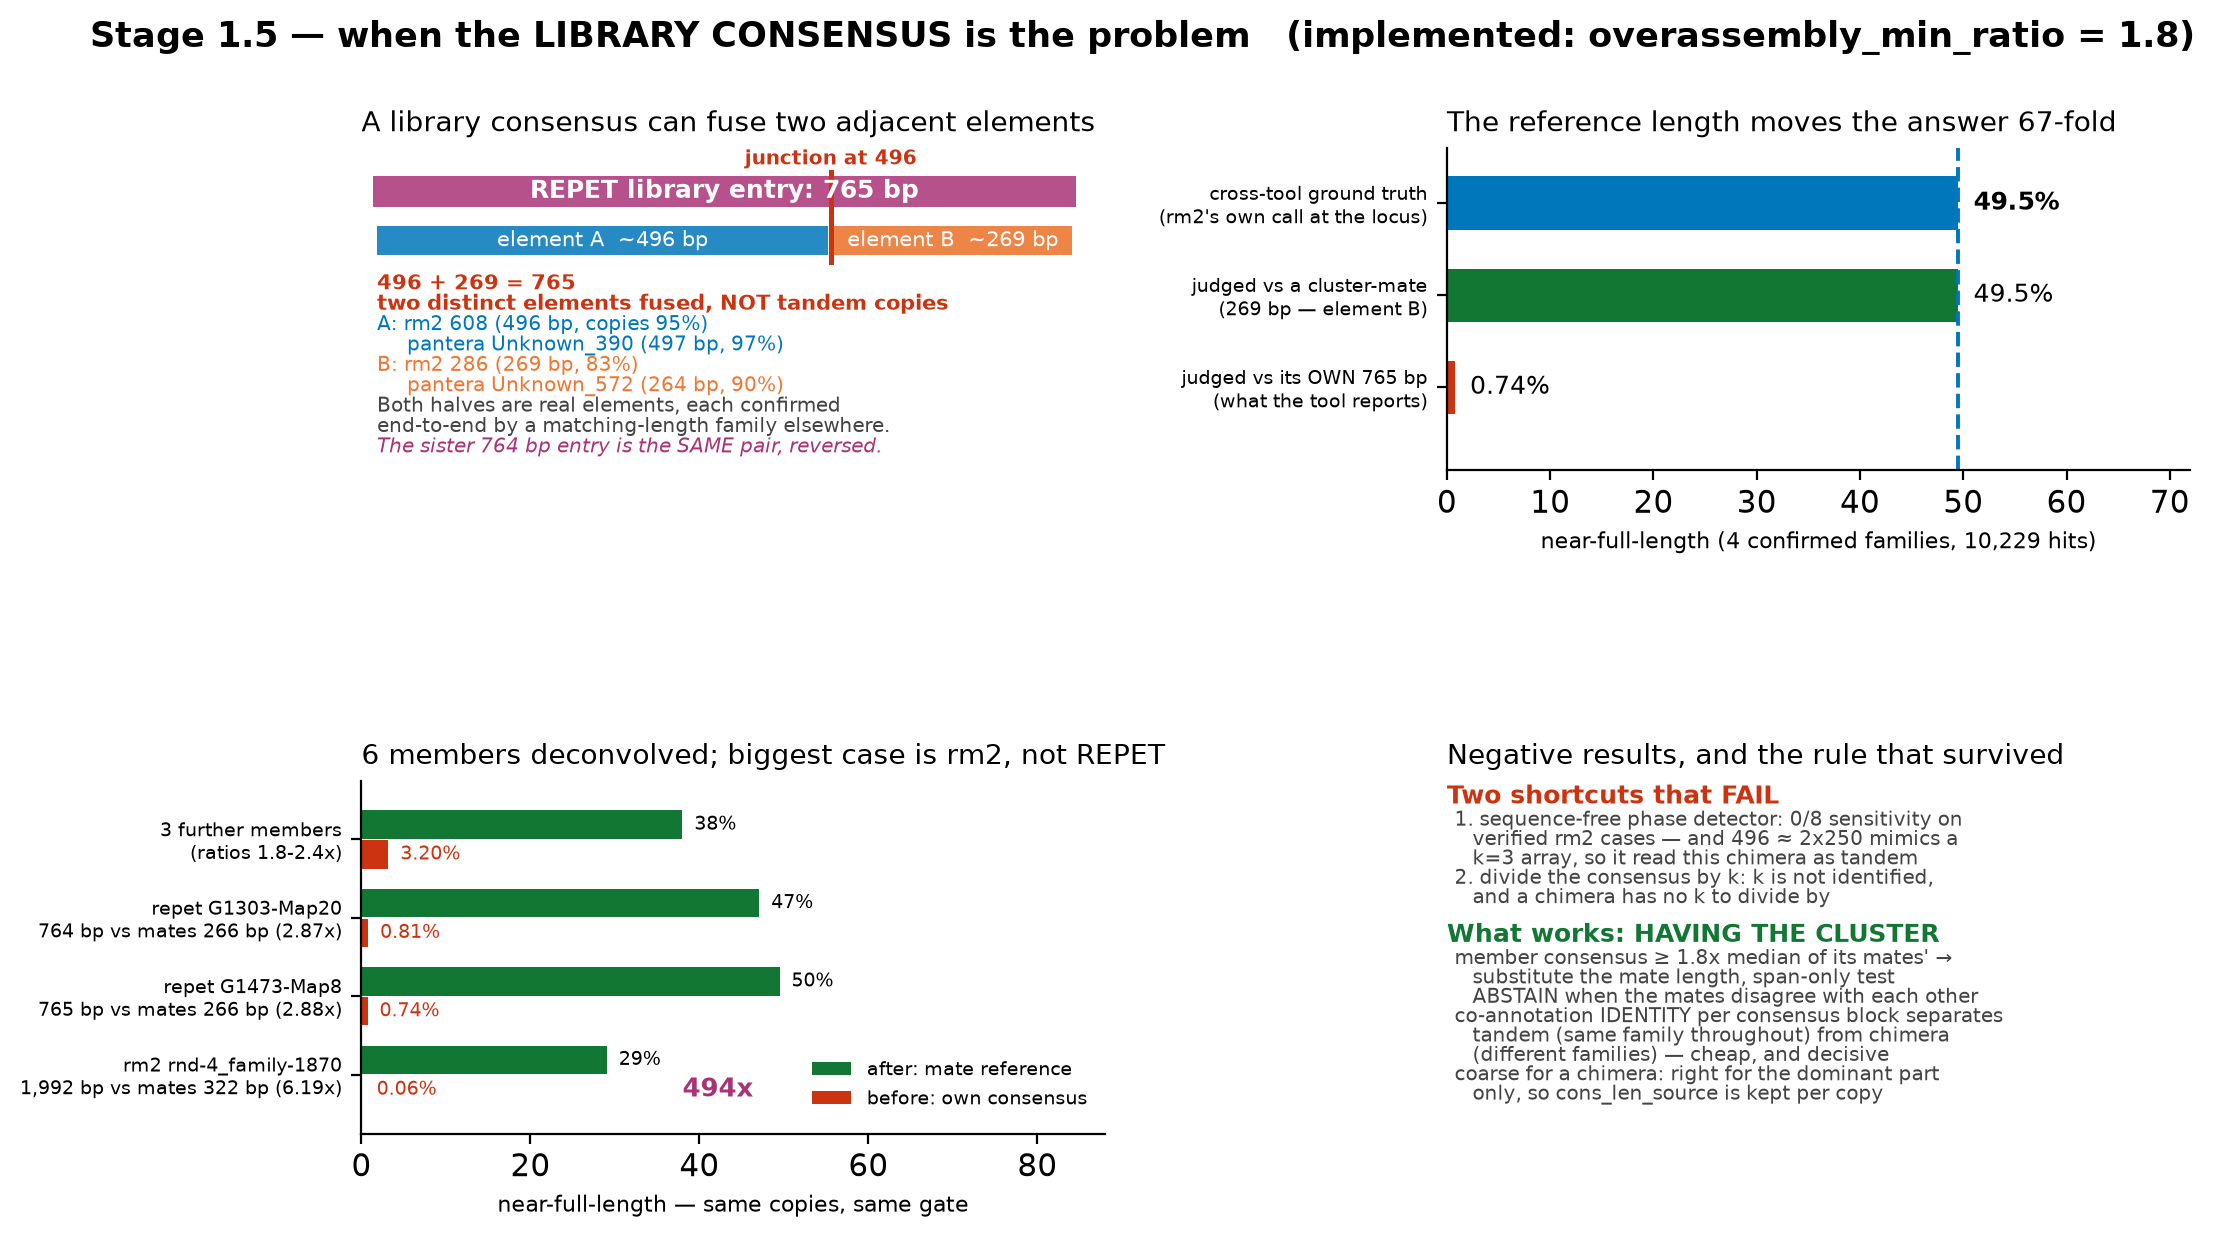 Stage 1.5 — when the LIBRARY CONSENSUS is the problem (implemented: overassembly_min_ratio = 1.8)
A library consensus can fuse two adjacent elements
junction at 496
REPET library entry: 765 bp
element A ~496 bp
element B ~269 bp
496 + 269 = 765
two distinct elements fused, NOT tandem copies
A: rm2 608 (496 bp, copies 95%)
pantera Unknown_390 (497 bp, 97%)
B: rm2 286 (269 bp, 83%)
pantera Unknown_572 (264 bp, 90%)
Both halves are real elements, each confirmed
end-to-end by a matching-length family elsewhere.
The sister 764 bp entry is the SAME pair, reversed.
The reference length moves the answer 67-fold
cross-tool ground truth
(rm2's own call at the locus)
49.5%
judged vs a cluster-mate
(269 bp — element B)
49.5%
judged vs its OWN 765 bp
(what the tool reports)
0.74%
0 10 20 30 40 50 60 70
near-full-length (4 confirmed families, 10,229 hits)
6 members deconvolved; biggest case is rm2, not REPET
3 further members
(ratios 1.8-2.4x)
38%
3.20%
repet G1303-Map20
764 bp vs mates 266 bp (2.87x)
47%
0.81%
repet G1473-Map8
765 bp vs mates 266 bp (2.88x)
50%
0.74%
rm2 rnd-4_family-1870
1,992 bp vs mates 322 bp (6.19x)
29%
0.06%
494x
after: mate reference
before: own consensus
0 20 40 60 80
near-full-length — same copies, same gate
Negative results, and the rule that survived
Two shortcuts that FAIL
1. sequence-free phase detector: 0/8 sensitivity on
verified rm2 cases — and 496 ≈ 2x250 mimics a
k=3 array, so it read this chimera as tandem
2. divide the consensus by k: k is not identified,
and a chimera has no k to divide by
What works: HAVING THE CLUSTER
member consensus ≥ 1.8x median of its mates' →
substitute the mate length, span-only test
ABSTAIN when the mates disagree with each other
co-annotation IDENTITY per consensus block separates
tandem (same family throughout) from chimera
(different families) — cheap, and decisive
coarse for a chimera: right for the dominant part
only, so cons_len_source is kept per copy